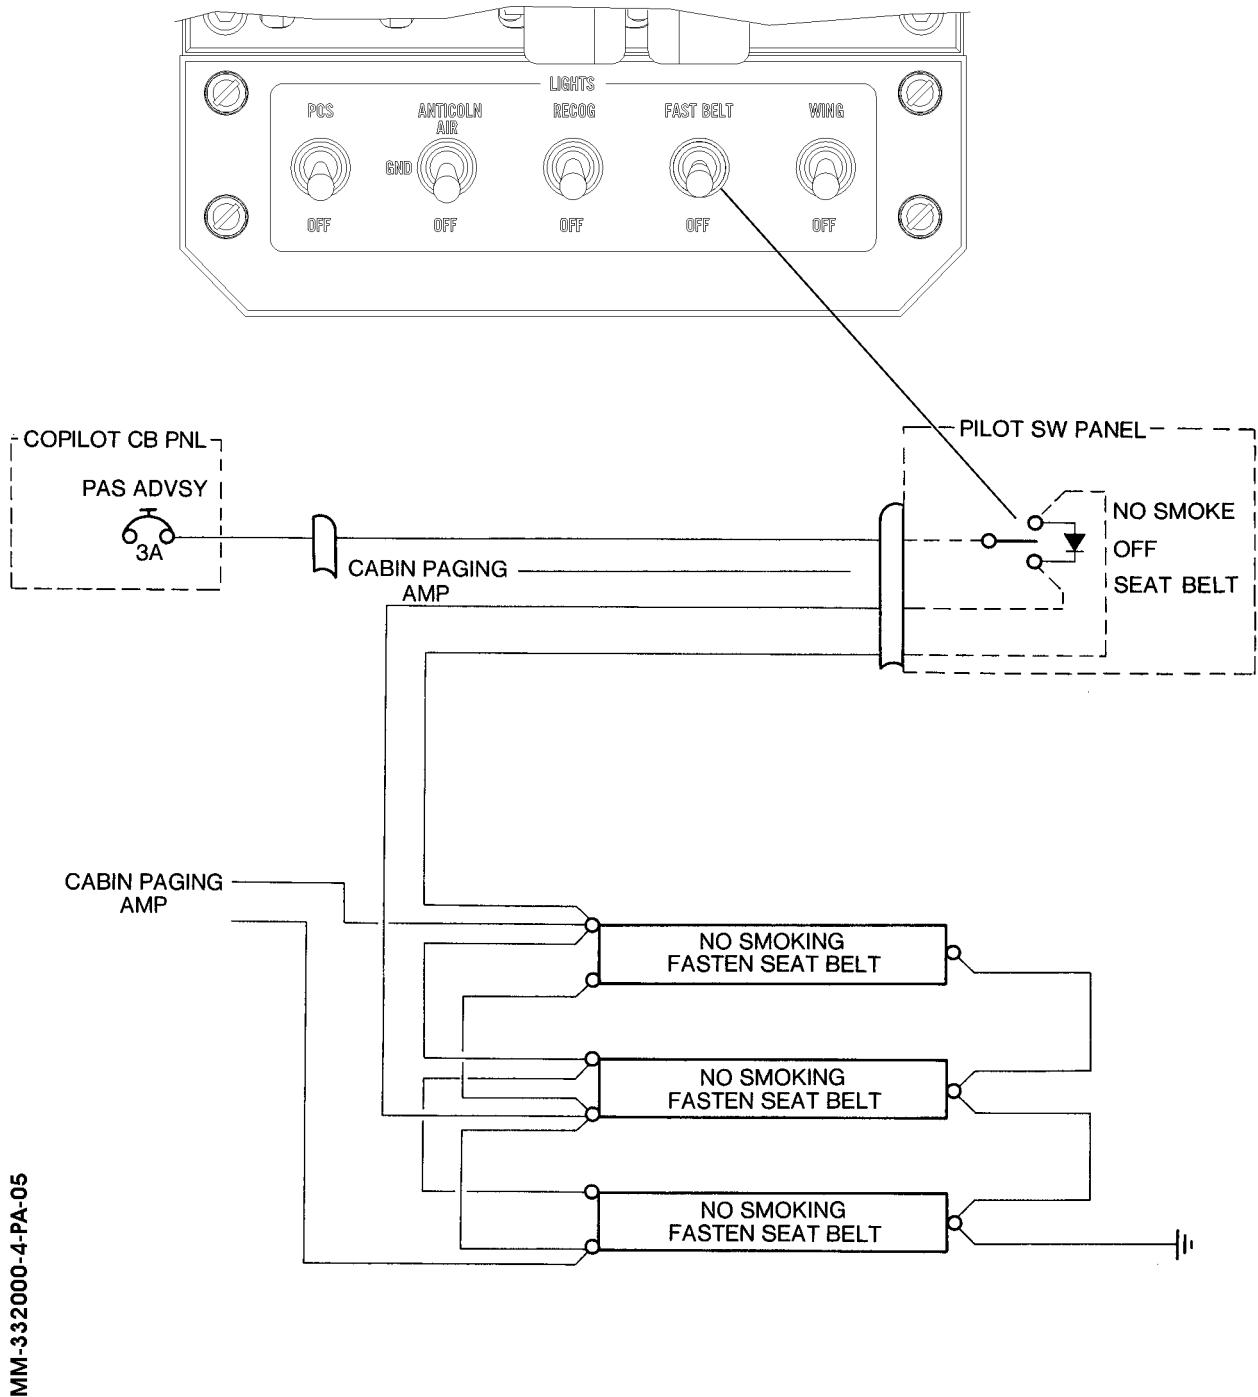 LIGHTS
POS
ANTICOLN
AIR
RECOG
FAST BELT
WING
GND
OFF
OFF
OFF
OFF
OFF
COPILOT CB PNL
PAS ADVSY
3A
CABIN PAGING
AMP
PILOT SW PANEL
NO SMOKE
OFF
SEAT BELT
CABIN PAGING
AMP
NO SMOKING
FASTEN SEAT BELT
NO SMOKING
FASTEN SEAT BELT
NO SMOKING
FASTEN SEAT BELT
MM-332000-4-PA-05